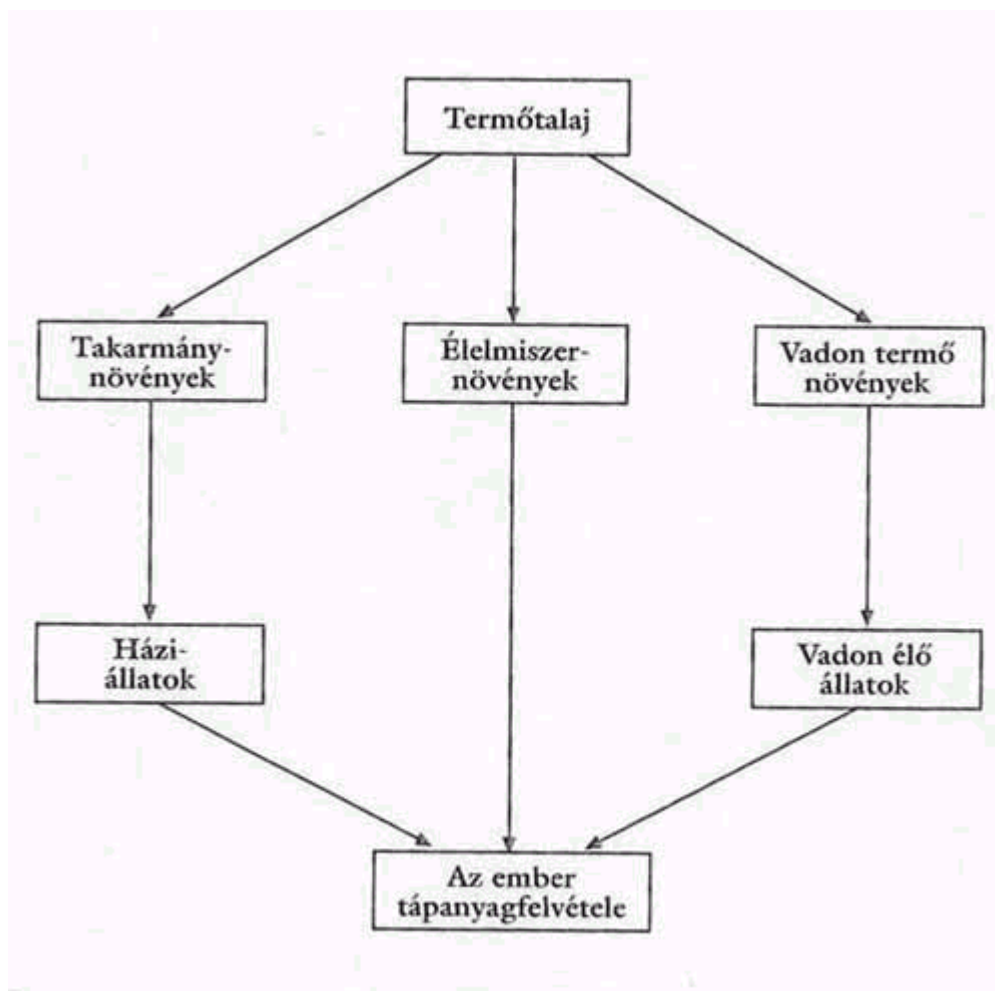 Termőtalaj
Takarmány-
növények
Élelmiszer-
növények
Vadon termő
növények
Házi-
állatok
Vadon élő
állatok
Az ember
tápanyagfelvétele